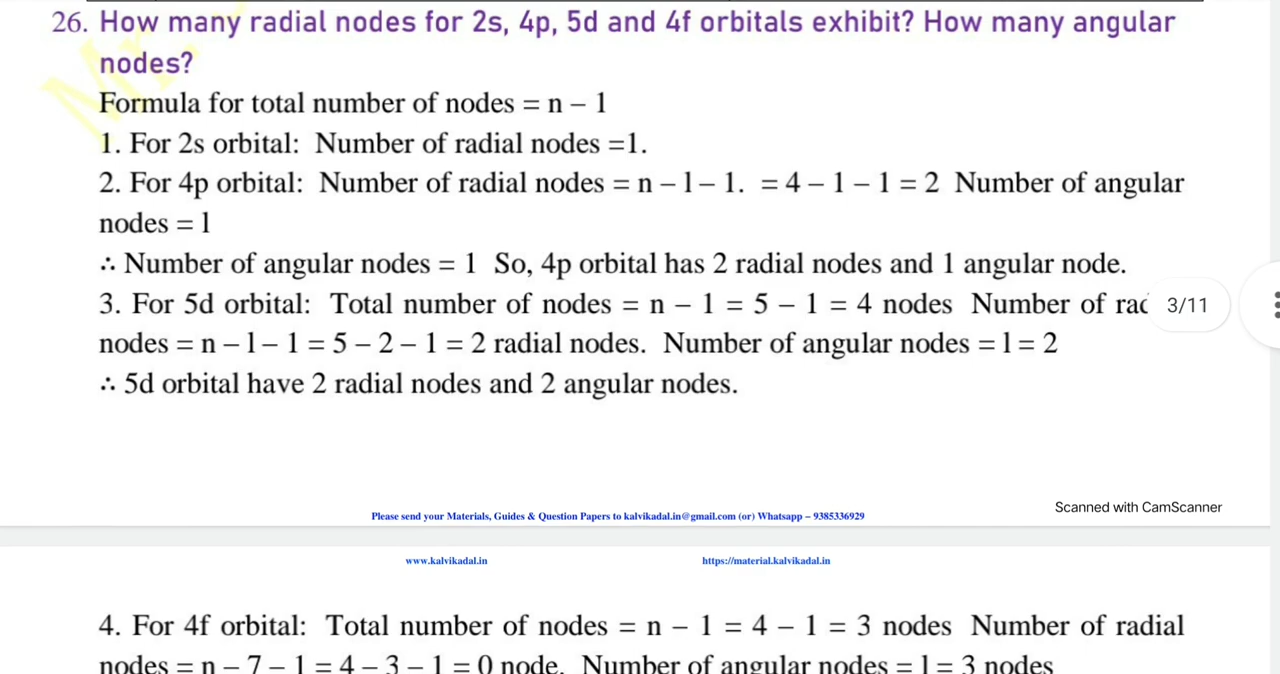 26. How many radial nodes for 2s, 4p, 5d and 4f orbitals exhibit? How many angular
nodes?
Formula for total number of nodes = n – 1
1. For 2s orbital:  Number of radial nodes =1.
2. For 4p orbital:  Number of radial nodes = n – l – 1.  = 4 – 1 – 1 = 2  Number of angular
nodes = l
∴ Number of angular nodes = 1  So, 4p orbital has 2 radial nodes and 1 angular node.
3. For 5d orbital:  Total number of nodes = n – 1 = 5 – 1 = 4 nodes  Number of rad
3/11
nodes = n – l – 1 = 5 – 2 – 1 = 2 radial nodes.  Number of angular nodes = l = 2
∴ 5d orbital have 2 radial nodes and 2 angular nodes.
Scanned with CamScanner
Please send your Materials, Guides & Question Papers to kalvikadal.in@gmail.com (or) Whatsapp – 9385336929
www.kalvikadal.in
https://material.kalvikadal.in
4. For 4f orbital:  Total number of nodes = n – 1 = 4 – 1 = 3 nodes  Number of radial
nodes = n – 7 – 1 = 4 – 3 – 1 = 0 node.  Number of angular nodes = l = 3 nodes